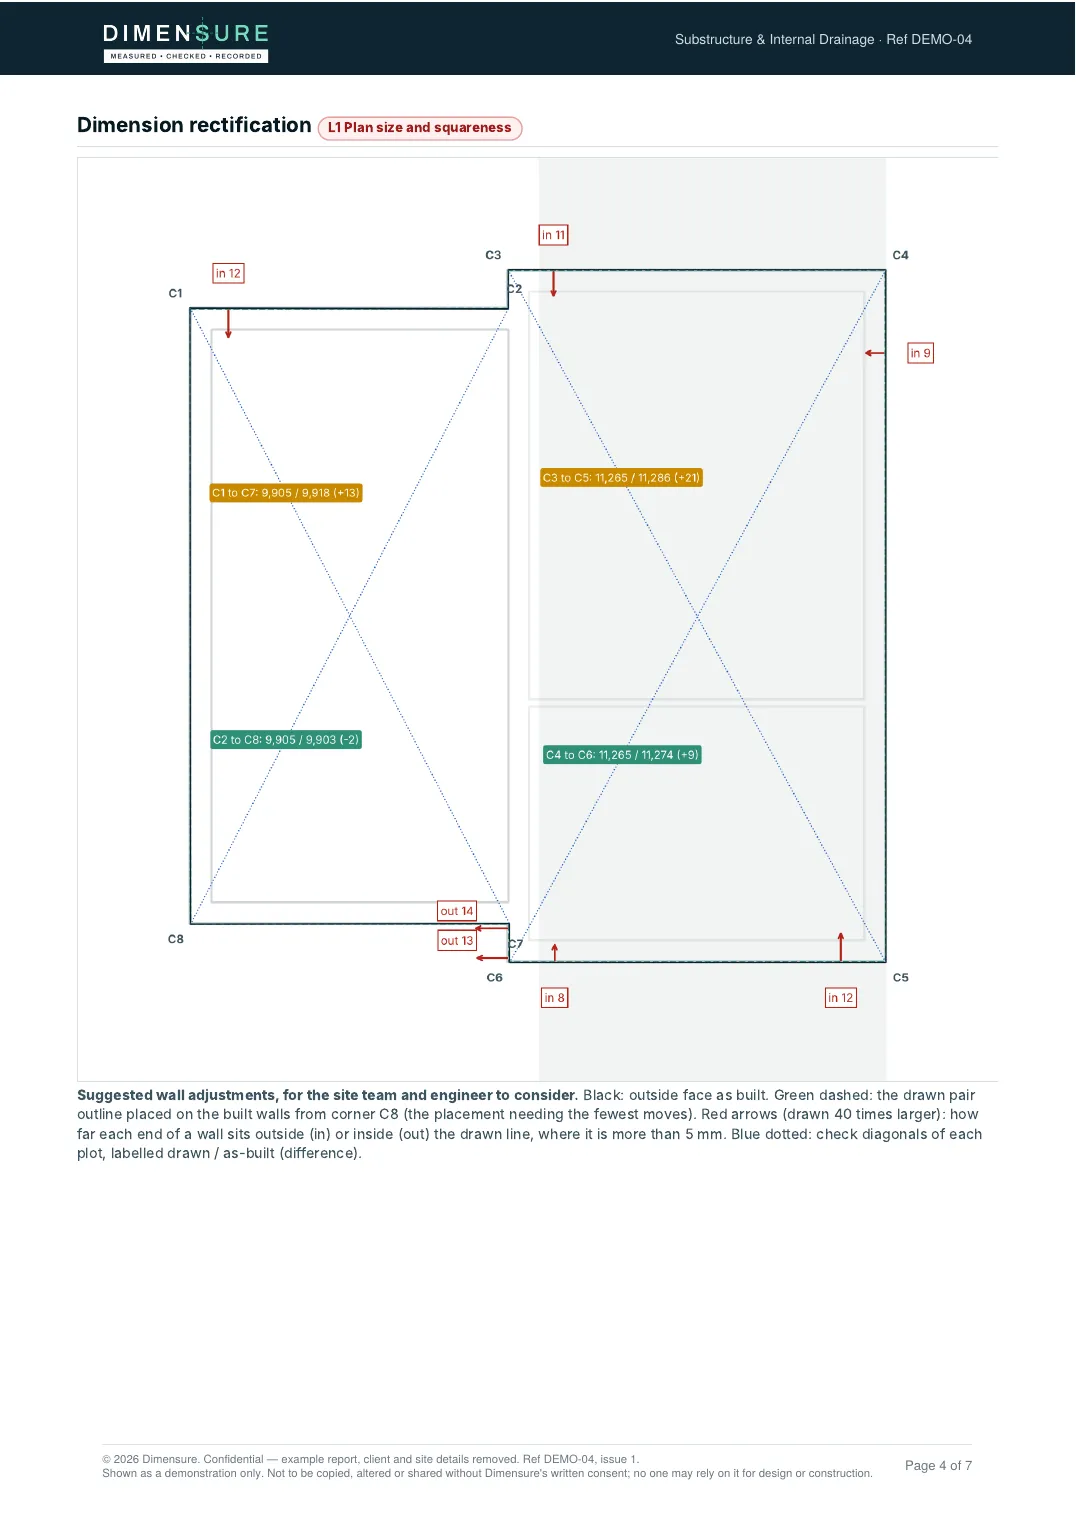 DIMENSURE
MEASURED • CHECKED • RECORDED
Substructure & Internal Drainage · Ref DEMO-04
Dimension rectification
L1 Plan size and squareness
in 11
C3
C4
in 12
C2
C1
in 9
C3 to C5: 11,265 / 11,286 (+21)
C1 to C7: 9,905 / 9,918 (+13)
C2 to C8: 9,905 / 9,903 (-2)
C4 to C6: 11,265 / 11,274 (+9)
out 14
C8
out 13
C7
C6
C5
in 8
in 12
Suggested wall adjustments, for the site team and engineer to consider. Black: outside face as built. Green dashed: the drawn pair
outline placed on the built walls from corner C8 (the placement needing the fewest moves). Red arrows (drawn 40 times larger): how
far each end of a wall sits outside (in) or inside (out) the drawn line, where it is more than 5 mm. Blue dotted: check diagonals of each
plot, labelled drawn / as-built (difference).
© 2026 Dimensure. Confidential — example report, client and site details removed. Ref DEMO-04, issue 1.
Shown as a demonstration only. Not to be copied, altered or shared without Dimensure's written consent; no one may rely on it for design or construction.
Page 4 of 7